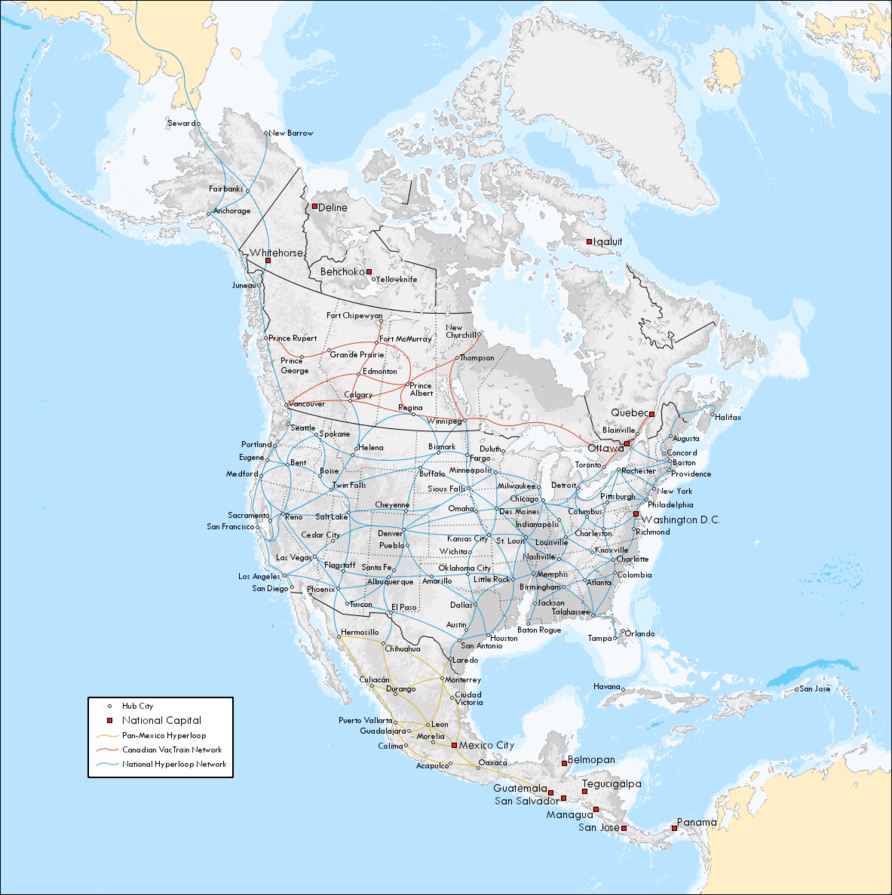 Seward
New Barrow
Fairbanks
Anchorage
Deline
Iqaluit
Whitehorse
Behchoko
Yellowknife
Juneau
Fort Chipewyan
New
Churchill
Prince Rupert
Fort McMurray
Grande Prairie
Prince
George
Thompson
Edmonton
Prince
Albert
Calgary
Vancouver
Regina
Winnipeg
Quebec
Halifax
Blainville
Seattle
Spokane
Augusta
Portland
Helena
Bismark
Duluth
Ottawa
Concord
Eugene
Fargo
Boston
Bent
Toronto
Medford
Boise
Buffalo
Minneapolis
Rochester
Providence
Twin Falls
Sioux Falls
Milwaukee
Detroit
New York
Chicago
Pittsburgh
Cheyenne
Omaha
Des Moines
Philadelphia
Sacramento
Reno
Salt Lake
Columbus
Washington D.C.
San Francisco
Indianapolis
Cedar City
Denver
Kansas City
St. Louis
Louisville
Charleston
Richmond
Pueblo
Wichita
Knoxville
Las Vegas
Nashville
Charlotte
Flagstaff
Santa Fe
Oklahoma City
Los Angeles
Albuquerque
Amarillo
Little Rock
Memphis
Atlanta
Colombia
San Diego
Phoenix
Birmingham
Tuscon
El Paso
Dallas
Jackson
Talahassee
Austin
Baton Rogue
Hermosillo
Houston
Tampa
Orlando
Chihuahua
San Antonio
Laredo
Culiacán
Durango
Monterrey
Havana
San Jose
Ciudad
Victoria
Puerto Vallarta
Leon
Guadalajara
Morelia
Colima
Mexico City
Acapulco
Oaxaca
Belmopan
Guatemala
Tegucigalpa
San Salvador
Managua
San José
Panama
Hub City
National Capital
Pan-Mexico Hyperloop
Canadian VacTrain Network
National Hyperloop Network